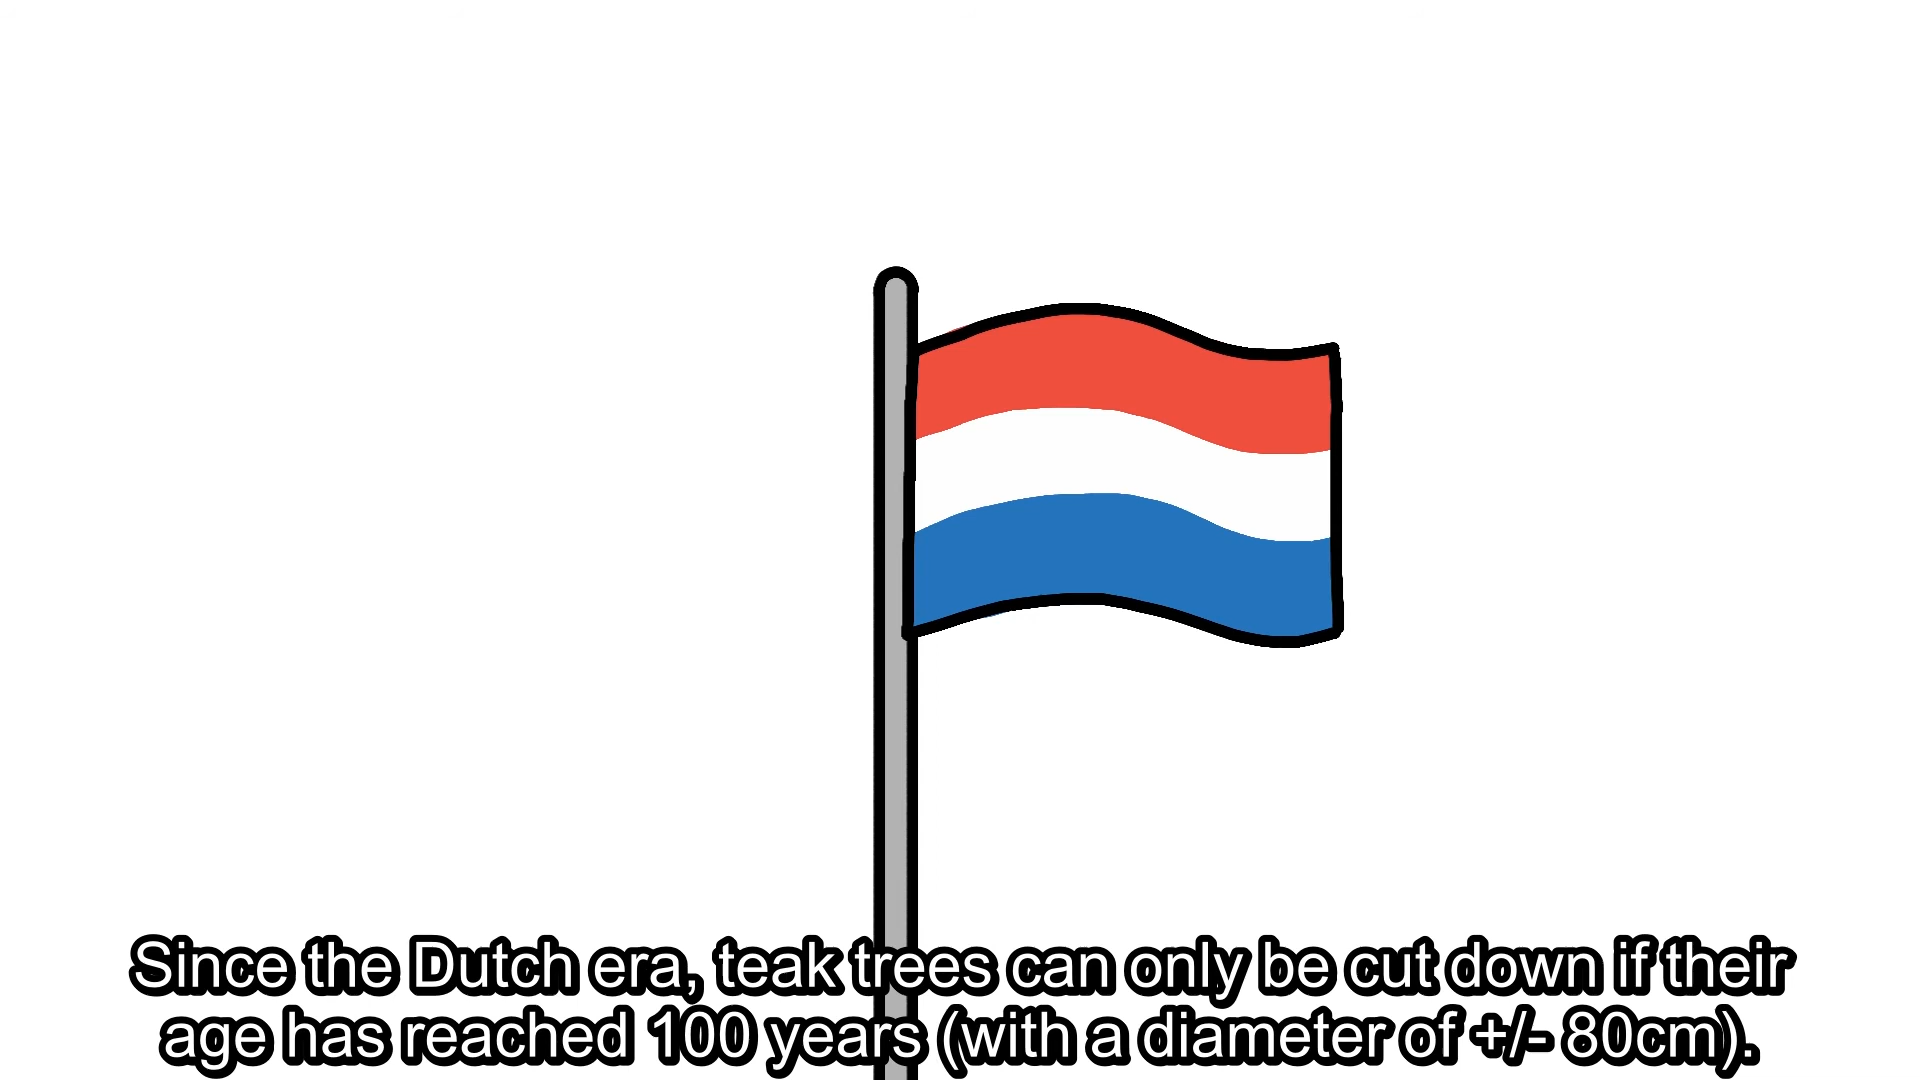 Since the Dutch era, teak trees can only be cut down if their
age has reached 100 years (with a diameter of +/- 80cm).